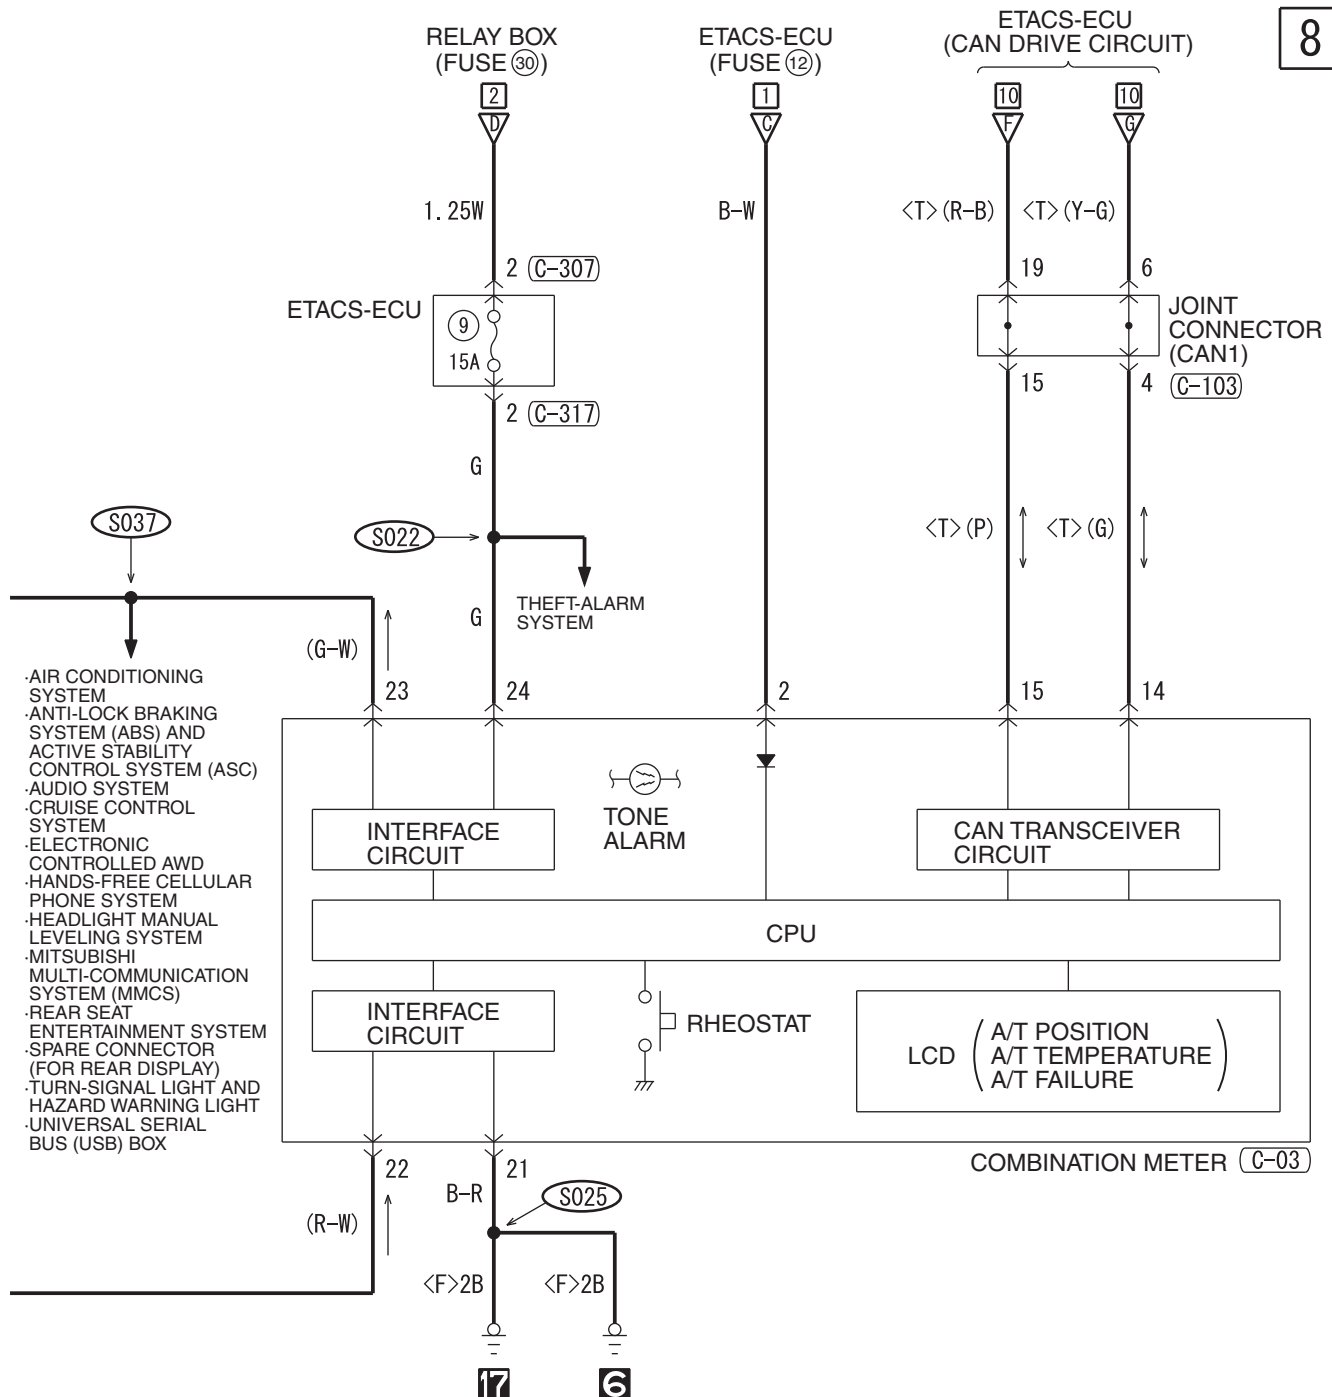 8
RELAY BOX
(FUSE 30)
ETACS-ECU
(FUSE 12)
ETACS-ECU
(CAN DRIVE CIRCUIT)
2
1
10
10
D
C
F
G
1.25W
B-W
<T>(R-B)
<T>(Y-G)
2 C-307
19
6
ETACS-ECU
9
15A
JOINT
CONNECTOR
(CAN1)
2 C-317
15
4 C-103
G
S037
S022
<T>(P)
<T>(G)
THEFT-ALARM
SYSTEM
G
(G-W)
23
24
2
15
14
·AIR CONDITIONING
SYSTEM
·ANTI-LOCK BRAKING
SYSTEM (ABS) AND
ACTIVE STABILITY
CONTROL SYSTEM (ASC)
·AUDIO SYSTEM
·CRUISE CONTROL
SYSTEM
·ELECTRONIC
CONTROLLED AWD
·HANDS-FREE CELLULAR
PHONE SYSTEM
·HEADLIGHT MANUAL
LEVELING SYSTEM
·MITSUBISHI
MULTI-COMMUNICATION
SYSTEM (MMCS)
·REAR SEAT
ENTERTAINMENT SYSTEM
·SPARE CONNECTOR
(FOR REAR DISPLAY)
·TURN-SIGNAL LIGHT AND
HAZARD WARNING LIGHT
·UNIVERSAL SERIAL
BUS (USB) BOX
INTERFACE
CIRCUIT
TONE
ALARM
CAN TRANSCEIVER
CIRCUIT
CPU
INTERFACE
CIRCUIT
RHEOSTAT
LCD
A/T POSITION
A/T TEMPERATURE
A/T FAILURE
COMBINATION METER C-03
22
21
B-R
S025
(R-W)
<F>2B
<F>2B
17
6